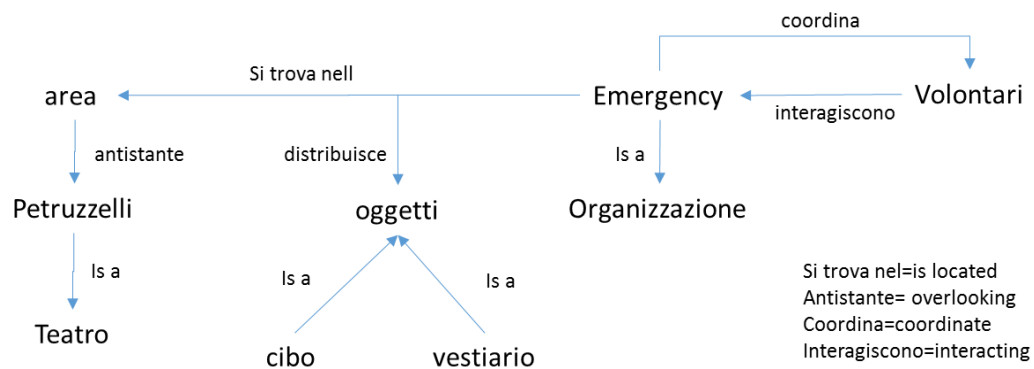 coordina
Si trova nell
area
Emergency
Volontari
interagiscono
antistante
distribuisce
Is a
Petruzzelli
oggetti
Organizzazione
Is a
Is a
Is a
Teatro
cibo
vestiario
Si trova nel=is located
Antistante= overlooking
Coordina=coordinate
Interagiscono=interacting